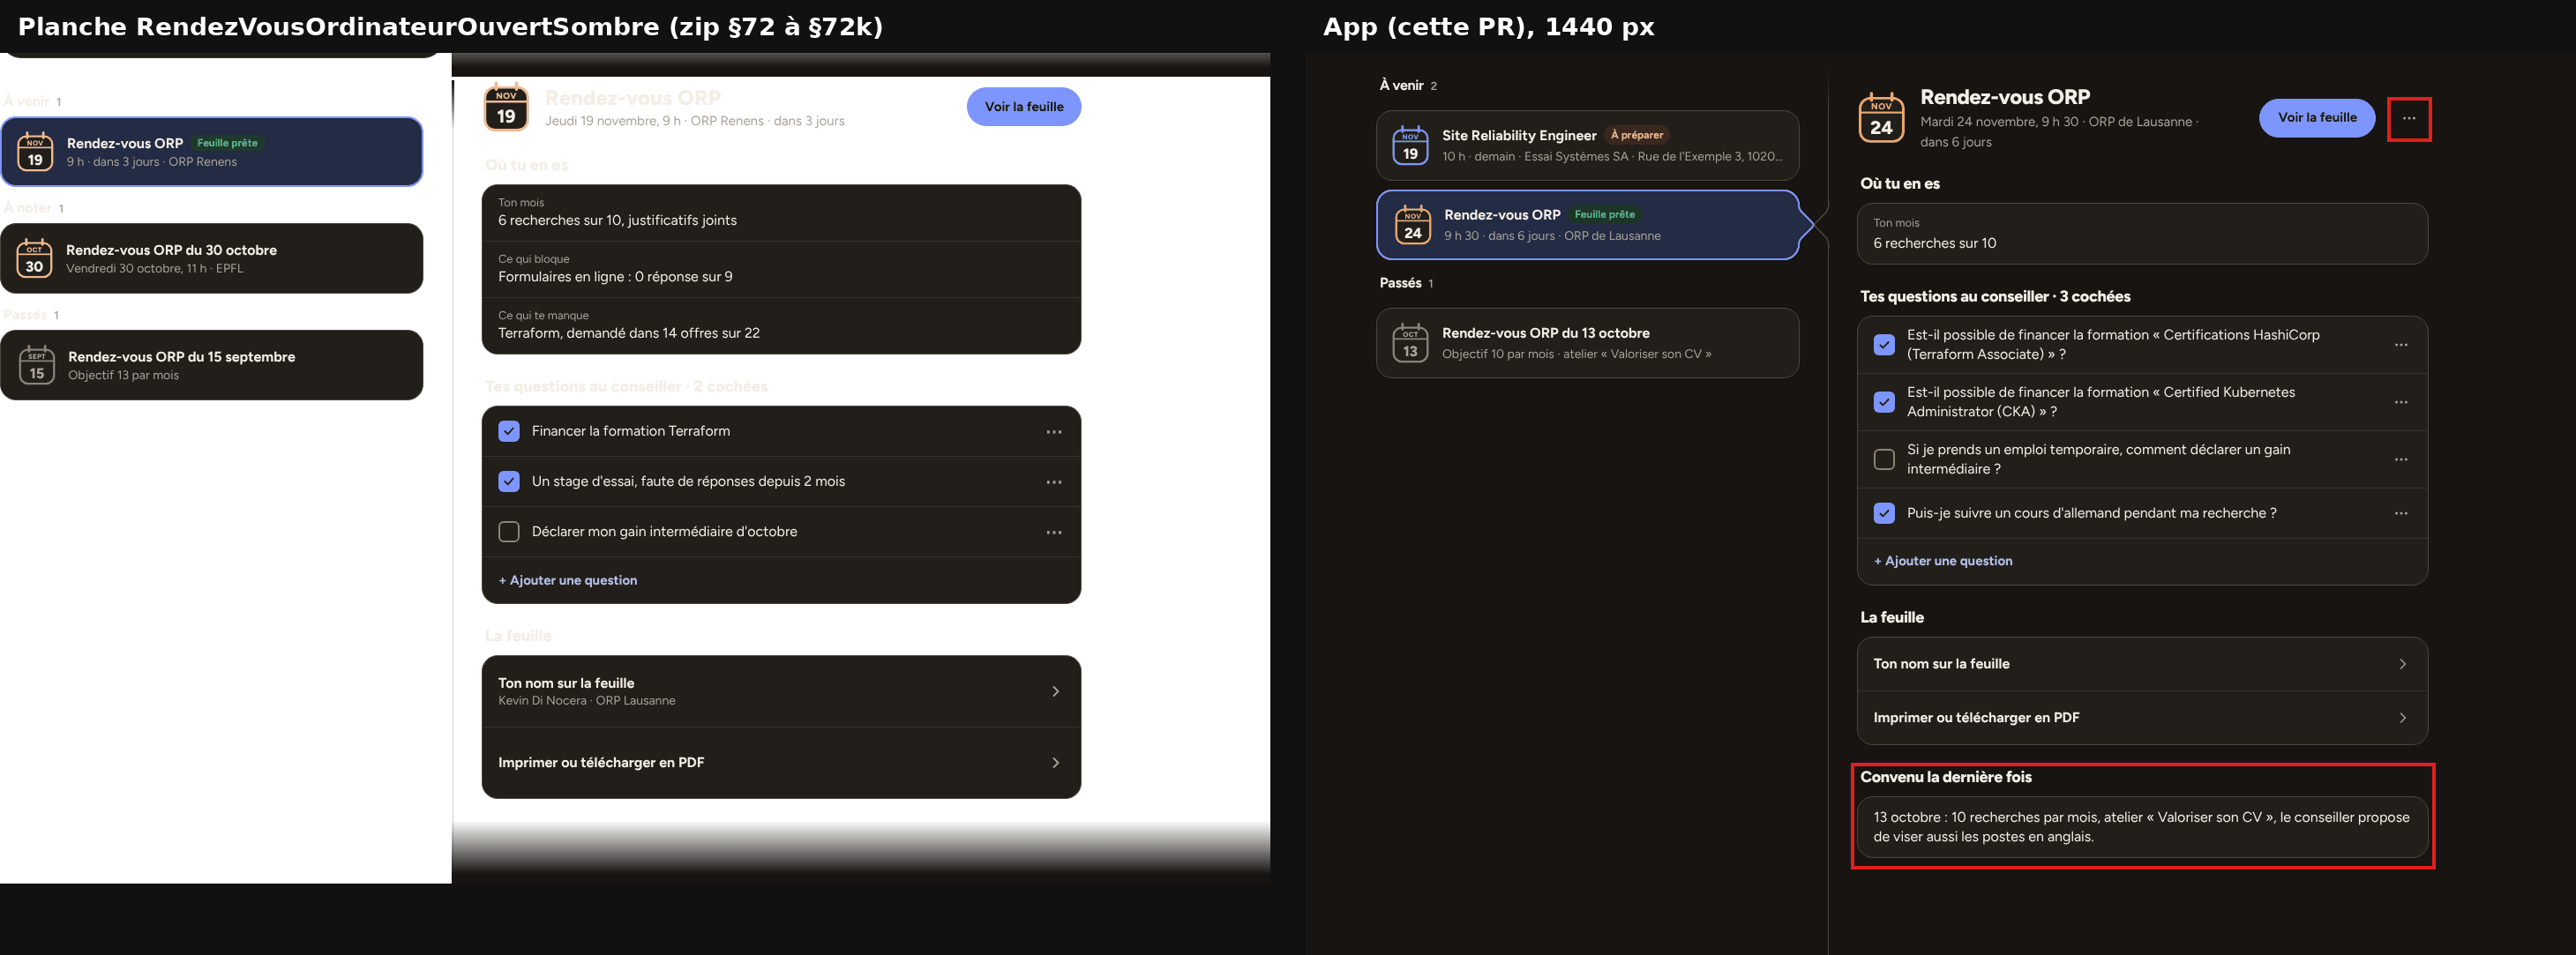 Planche RendezVousOrdinateurOuvertSombre (zip §72 à §72k)
À venir 1
NOV
19
Rendez-vous ORP Feuille prête
9 h · dans 3 jours · ORP Renens
À noter 1
OCT
30
Rendez-vous ORP du 30 octobre
Vendredi 30 octobre, 11 h · EPFL
Passés 1
SEPT
15
Rendez-vous ORP du 15 septembre
Objectif 13 par mois
NOV
19
Rendez-vous ORP
Jeudi 19 novembre, 9 h · ORP Renens · dans 3 jours
Voir la feuille
Où tu en es
Ton mois
6 recherches sur 10, justificatifs joints
Ce qui bloque
Formulaires en ligne : 0 réponse sur 9
Ce qui te manque
Terraform, demandé dans 14 offres sur 22
Tes questions au conseiller · 2 cochées
Financer la formation Terraform
···
Un stage d'essai, faute de réponses depuis 2 mois
···
Déclarer mon gain intermédiaire d'octobre
···
+ Ajouter une question
La feuille
Ton nom sur la feuille
Kevin Di Nocera · ORP Lausanne
Imprimer ou télécharger en PDF
App (cette PR), 1440 px
À venir 2
NOV
19
Site Reliability Engineer À préparer
10 h · demain · Essai Systèmes SA · Rue de l'Exemple 3, 1020...
NOV
24
Rendez-vous ORP Feuille prête
9 h 30 · dans 6 jours · ORP de Lausanne
Passés 1
OCT
13
Rendez-vous ORP du 13 octobre
Objectif 10 par mois · atelier « Valoriser son CV »
NOV
24
Rendez-vous ORP
Mardi 24 novembre, 9 h 30 · ORP de Lausanne ·
dans 6 jours
Voir la feuille
···
Où tu en es
Ton mois
6 recherches sur 10
Tes questions au conseiller · 3 cochées
Est-il possible de financer la formation « Certifications HashiCorp
(Terraform Associate) » ?
···
Est-il possible de financer la formation « Certified Kubernetes
Administrator (CKA) » ?
···
Si je prends un emploi temporaire, comment déclarer un gain
intermédiaire ?
···
Puis-je suivre un cours d'allemand pendant ma recherche ?
···
+ Ajouter une question
La feuille
Ton nom sur la feuille
Imprimer ou télécharger en PDF
Convenu la dernière fois
13 octobre : 10 recherches par mois, atelier « Valoriser son CV », le conseiller propose
de viser aussi les postes en anglais.